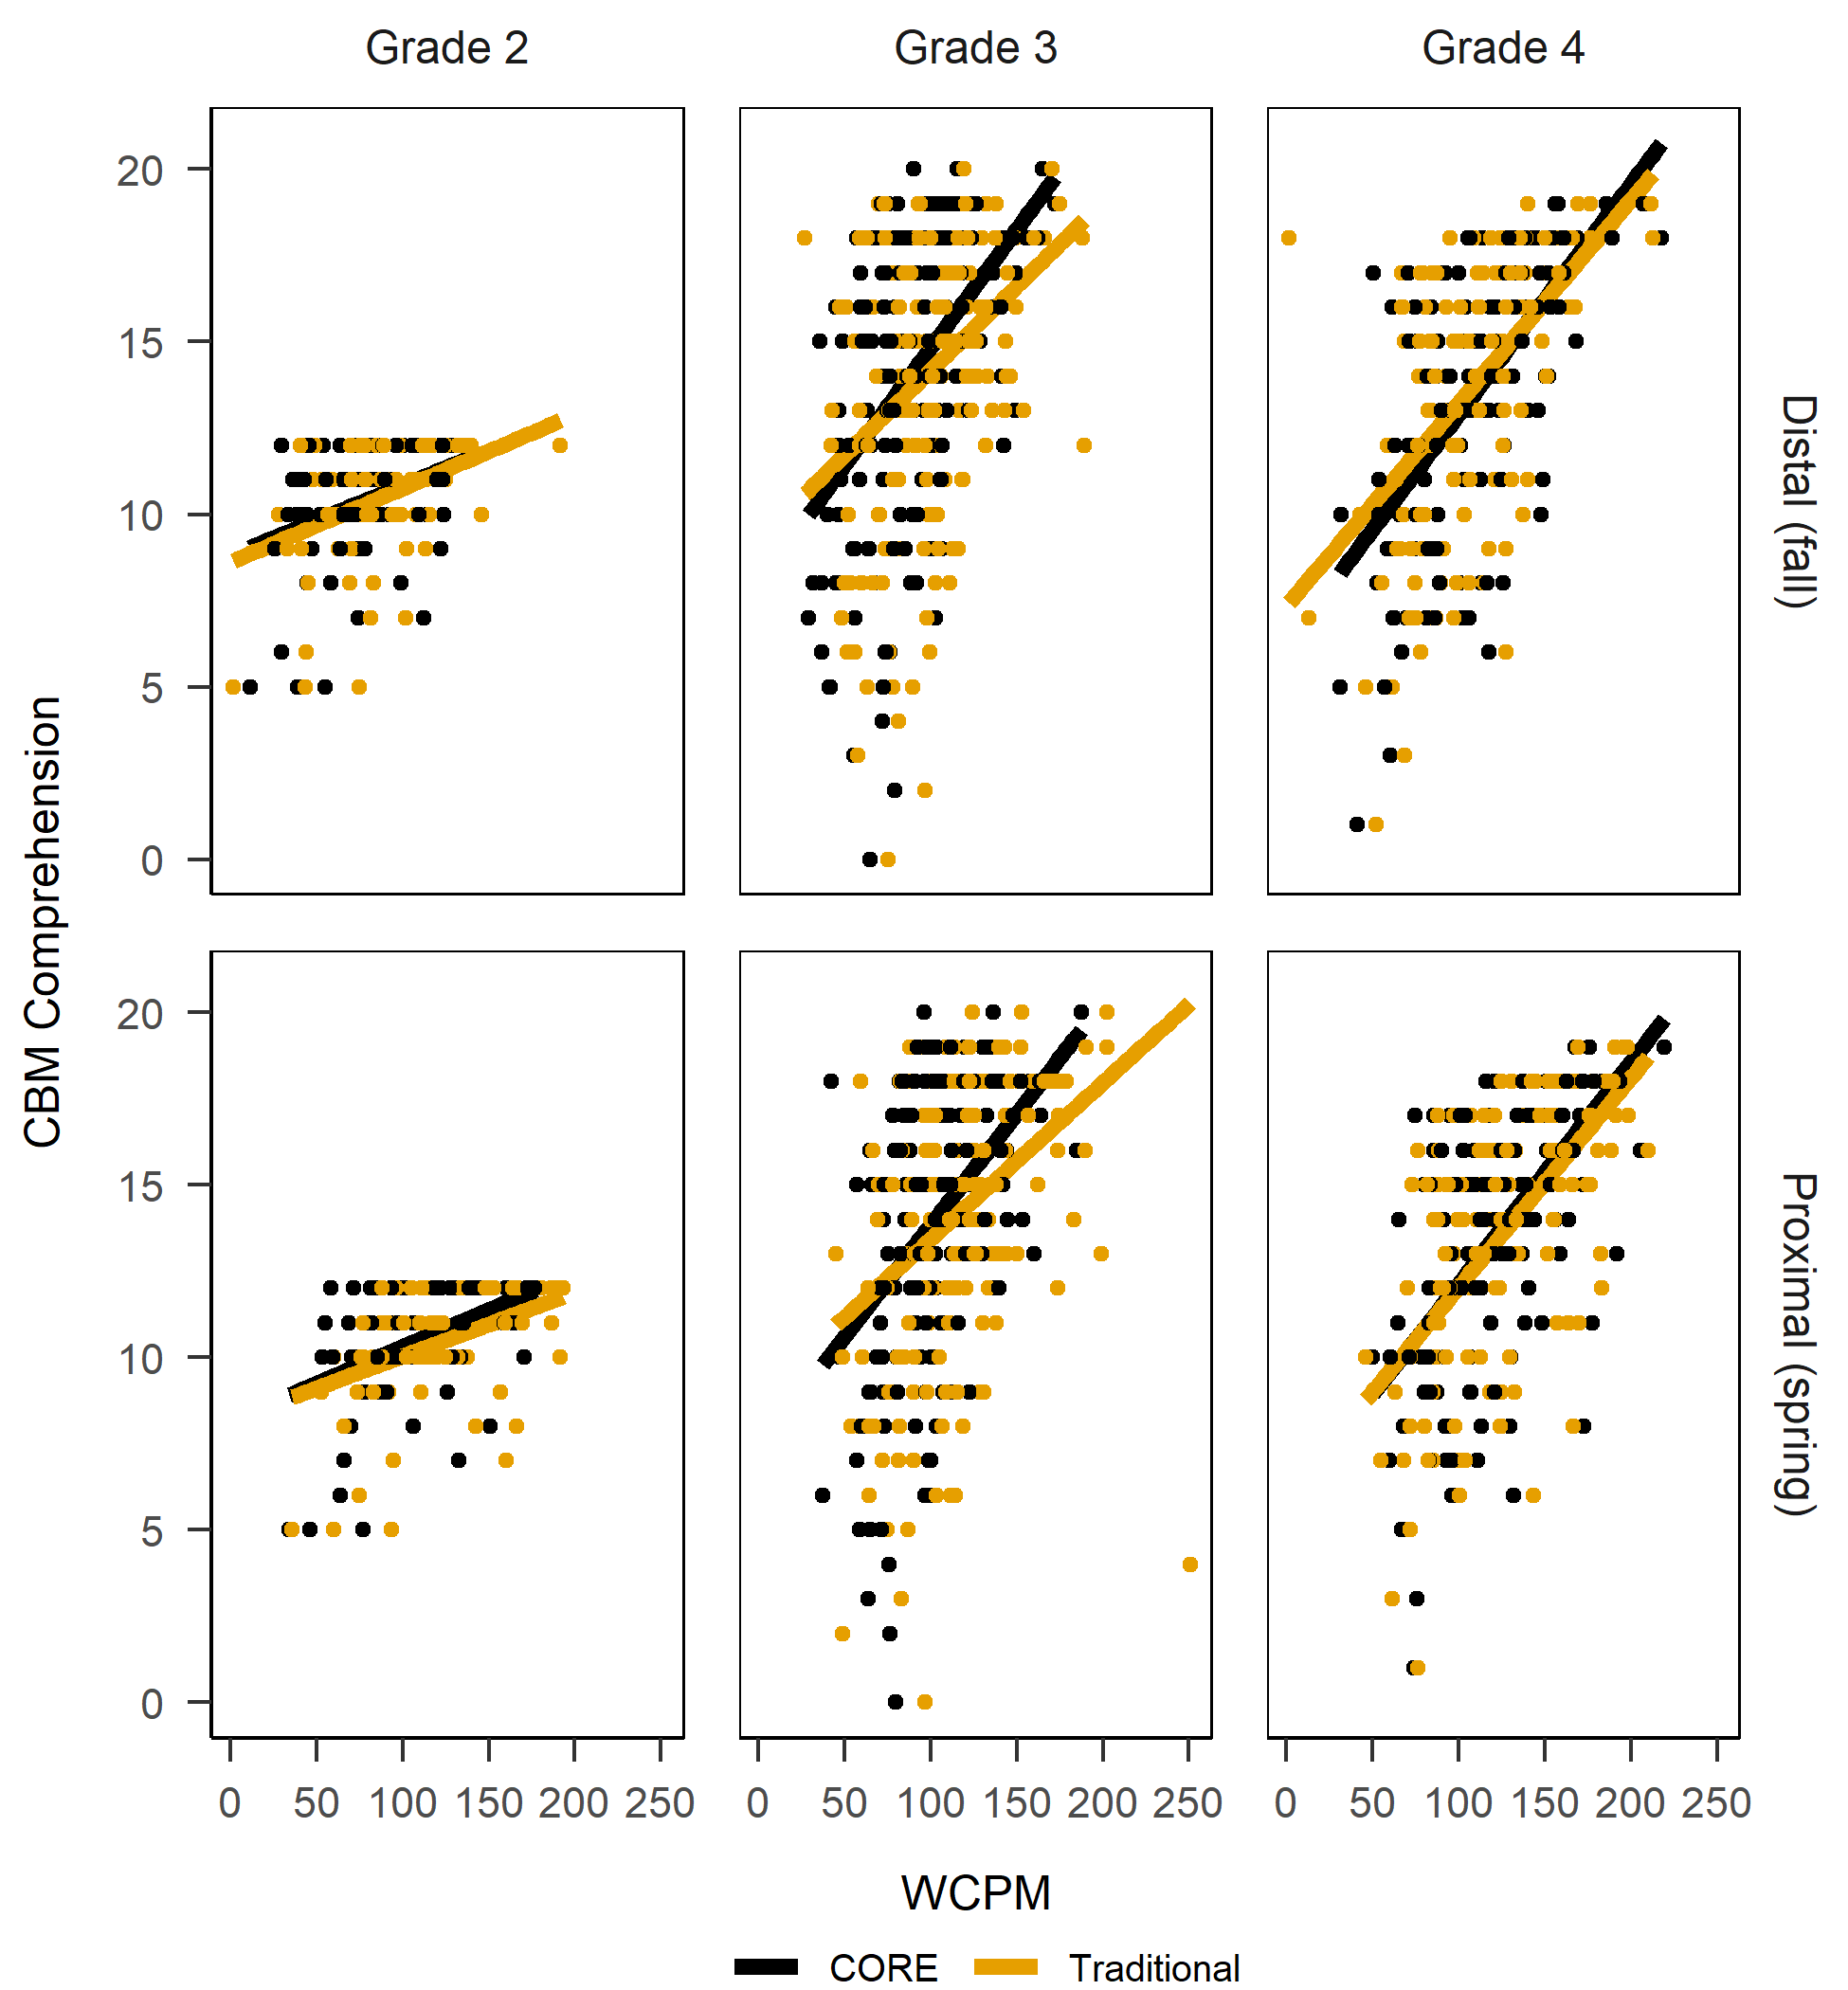 Grade 2 Grade 3 Grade 4
20
15
10
5
0
Distal (fall)
CBM Comprehension
20
15
10
5
0
Proximal (spring)
0 50 100 150 200 250 0 50 100 150 200 250 0 50 100 150 200 250
WCPM
CORE Traditional